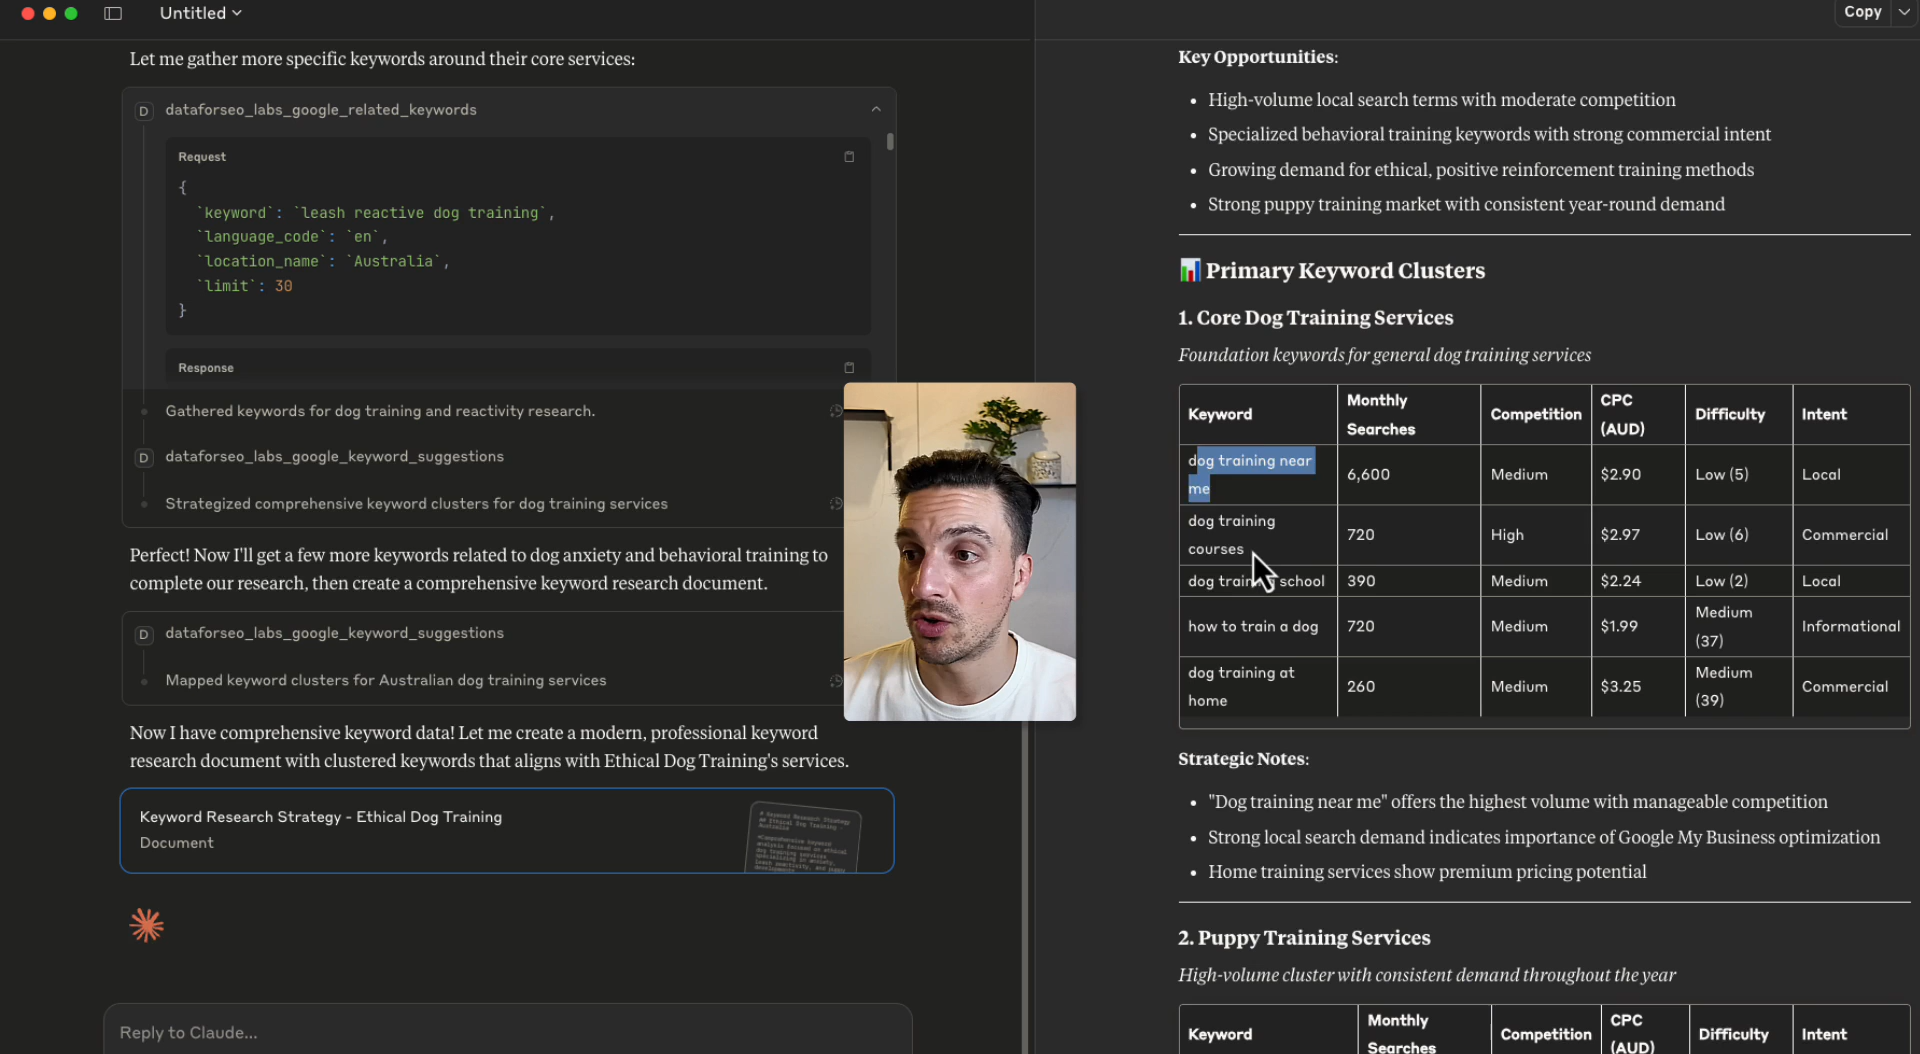 Untitled
Copy
Let me gather more specific keywords around their core services:
D dataforseo_labs_google_related_keywords
Request
{
`keyword`: `leash reactive dog training`,
`language_code`: `en`,
`location_name`: `Australia`,
`limit`: 30
}
Response
Gathered keywords for dog training and reactivity research.
D dataforseo_labs_google_keyword_suggestions
Strategized comprehensive keyword clusters for dog training services
Perfect! Now I'll get a few more keywords related to dog anxiety and behavioral training to
complete our research, then create a comprehensive keyword research document.
D dataforseo_labs_google_keyword_suggestions
Mapped keyword clusters for Australian dog training services
Now I have comprehensive keyword data! Let me create a modern, professional keyword
research document with clustered keywords that aligns with Ethical Dog Training's services.
Keyword Research Strategy - Ethical Dog Training
Document
# Keyword Research Strategy
## Ethical Dog Training -
Australia
Reply to Claude...
Key Opportunities:
• High-volume local search terms with moderate competition
• Specialized behavioral training keywords with strong commercial intent
• Growing demand for ethical, positive reinforcement training methods
• Strong puppy training market with consistent year-round demand
📊 Primary Keyword Clusters
1. Core Dog Training Services
Foundation keywords for general dog training services
Keyword Monthly Searches Competition CPC (AUD) Difficulty Intent
dog training near me 6,600 Medium $2.90 Low (5) Local
dog training courses 720 High $2.97 Low (6) Commercial
dog train school 390 Medium $2.24 Low (2) Local
how to train a dog 720 Medium $1.99 Medium (37) Informational
dog training at home 260 Medium $3.25 Medium (39) Commercial
Strategic Notes:
• "Dog training near me" offers the highest volume with manageable competition
• Strong local search demand indicates importance of Google My Business optimization
• Home training services show premium pricing potential
2. Puppy Training Services
High-volume cluster with consistent demand throughout the year
Keyword Monthly Searches Competition CPC (AUD) Difficulty Intent